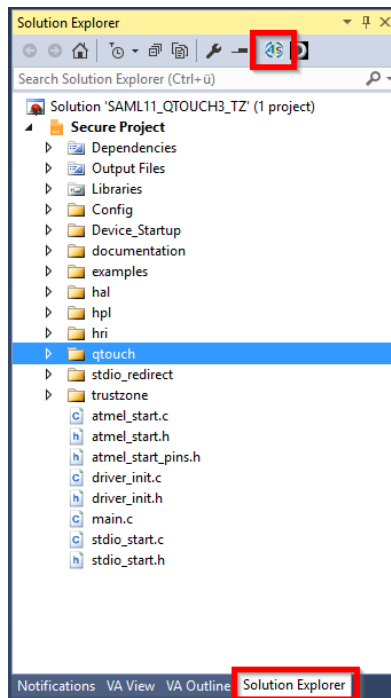 Solution Explorer
Search Solution Explorer (Ctrl+ü)
Solution 'SAML11_QTOUCH3_TZ' (1 project)
Secure Project
Dependencies
Output Files
Libraries
Config
Device_Startup
documentation
examples
hal
hpl
hri
qtouch
stdio_redirect
trustzone
atmel_start.c
atmel_start.h
atmel_start_pins.h
driver_init.c
driver_init.h
main.c
stdio_start.c
stdio_start.h
Notifications VA View VA Outline Solution Explorer